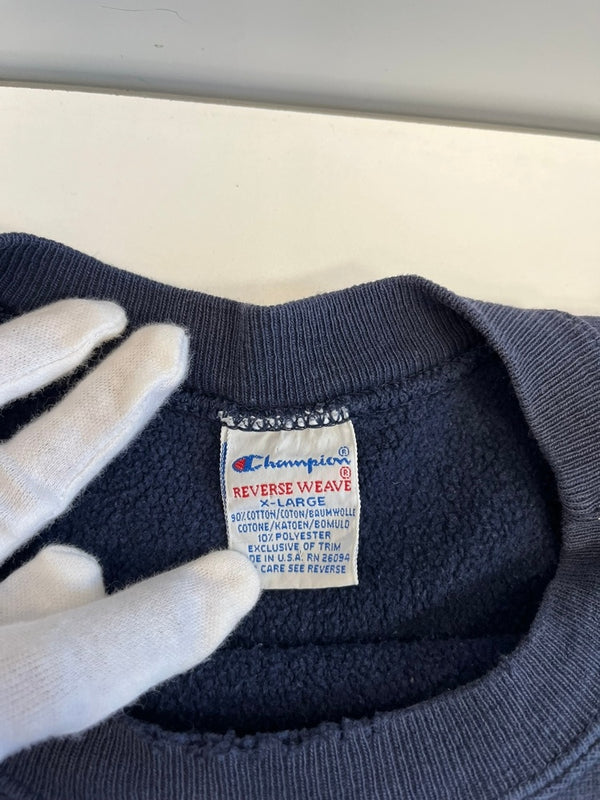 Champion®
®
REVERSE WEAVE
X-LARGE
90% COTTON/COTON/BAUMWOLLE
COTONE/KATOEN/BOMULD
10% POLYESTER
EXCLUSIVE OF TRIM
DE IN U.S.A. RN 26094
CARE SEE REVERSE